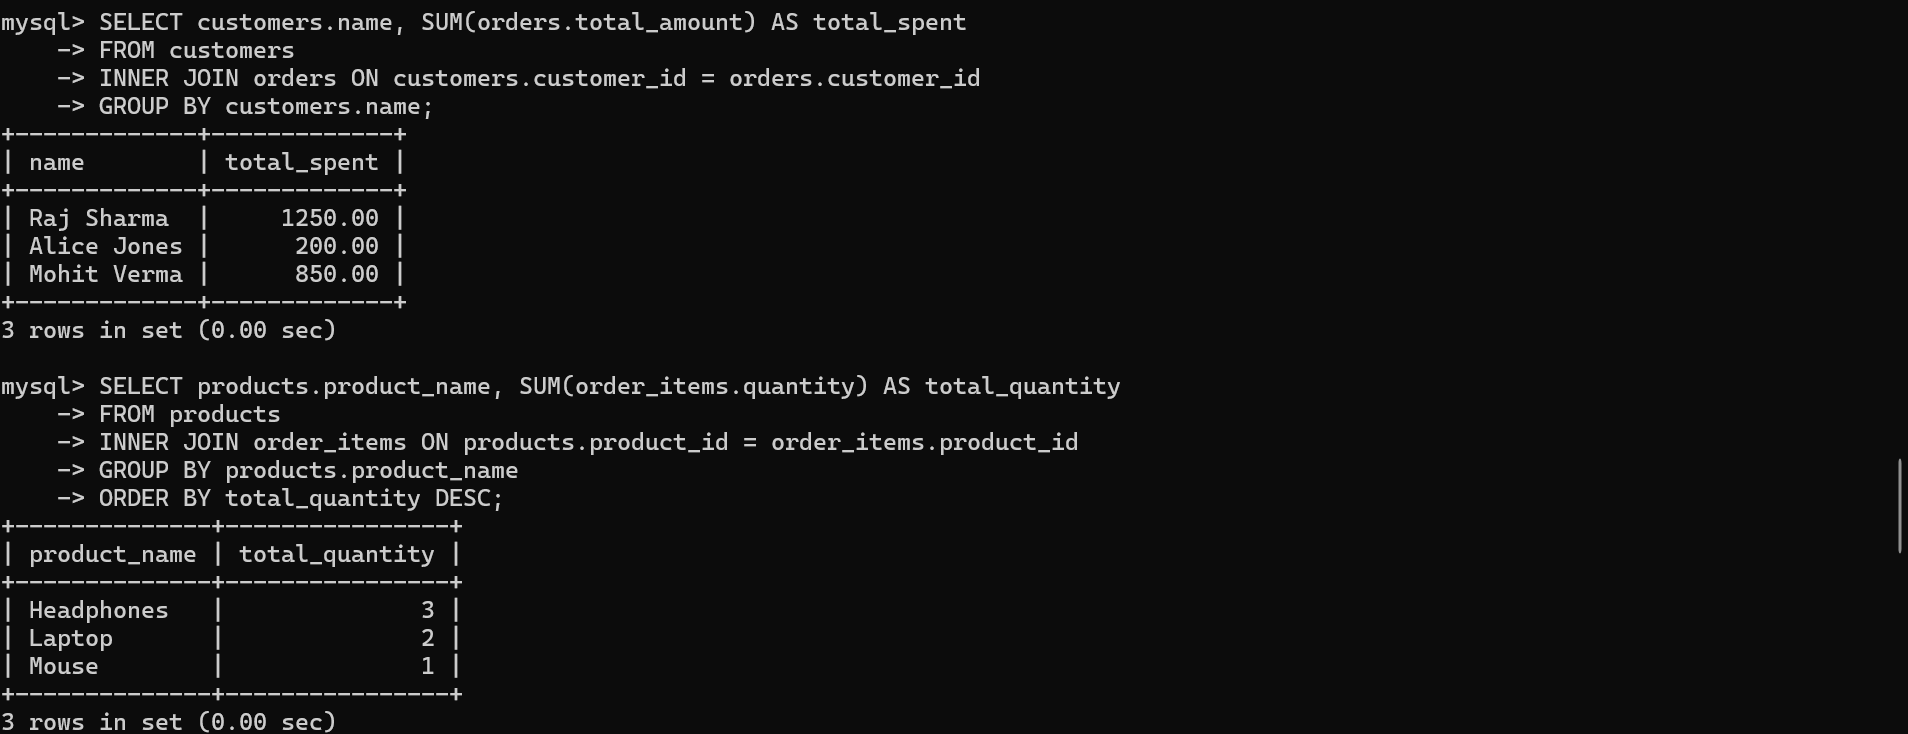 mysql> SELECT customers.name, SUM(orders.total_amount) AS total_spent
    -> FROM customers
    -> INNER JOIN orders ON customers.customer_id = orders.customer_id
    -> GROUP BY customers.name;
+-------------+-------------+
| name        | total_spent |
+-------------+-------------+
| Raj Sharma  |     1250.00 |
| Alice Jones |      200.00 |
| Mohit Verma |      850.00 |
+-------------+-------------+
3 rows in set (0.00 sec)

mysql> SELECT products.product_name, SUM(order_items.quantity) AS total_quantity
    -> FROM products
    -> INNER JOIN order_items ON products.product_id = order_items.product_id
    -> GROUP BY products.product_name
    -> ORDER BY total_quantity DESC;
+--------------+----------------+
| product_name | total_quantity |
+--------------+----------------+
| Headphones   |              3 |
| Laptop       |              2 |
| Mouse        |              1 |
+--------------+----------------+
3 rows in set (0.00 sec)